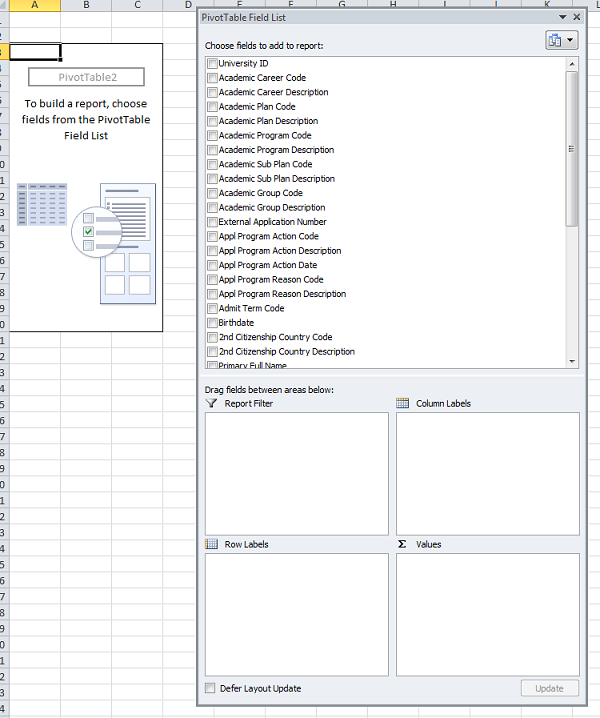 A B C D E F G H I J K L
PivotTable Field List
Choose fields to add to report:
PivotTable2
To build a report, choose
fields from the PivotTable
Field List
University ID
Academic Career Code
Academic Career Description
Academic Plan Code
Academic Plan Description
Academic Program Code
Academic Program Description
Academic Sub Plan Code
Academic Sub Plan Description
Academic Group Code
Academic Group Description
External Application Number
Appl Program Action Code
Appl Program Action Description
Appl Program Action Date
Appl Program Reason Code
Appl Program Reason Description
Admit Term Code
Birthdate
2nd Citizenship Country Code
2nd Citizenship Country Description
Primary Full Name
Drag fields between areas below:
Report Filter
Column Labels
Row Labels
Σ Values
Defer Layout Update
Update